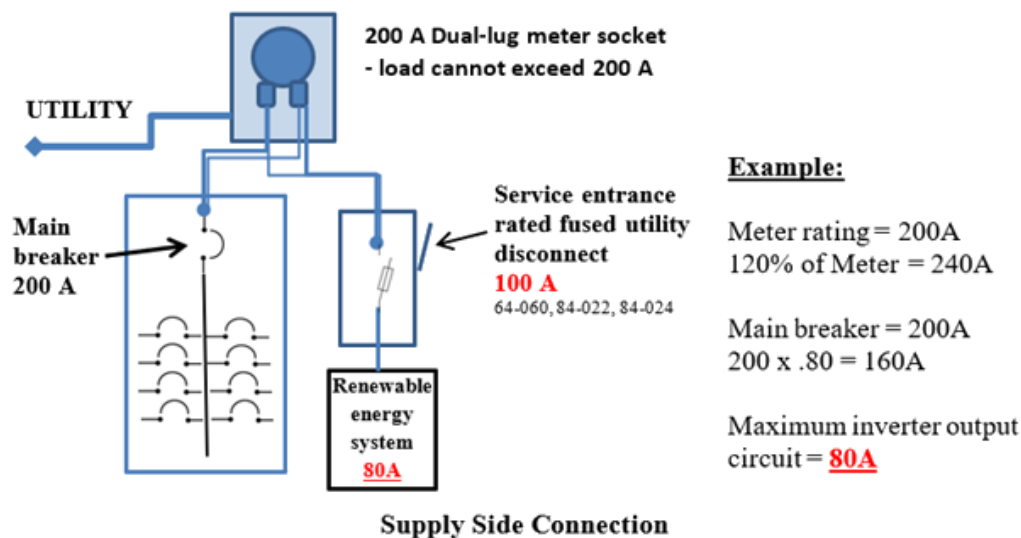 200 A Dual-lug meter socket
- load cannot exceed 200 A
UTILITY
Main
breaker
200 A
Service entrance
rated fused utility
disconnect
100 A
64-060, 84-022, 84-024
Renewable
energy
system
80A
Example:
Meter rating = 200A
120% of Meter = 240A
Main breaker = 200A
200 x .80 = 160A
Maximum inverter output
circuit = 80A
Supply Side Connection